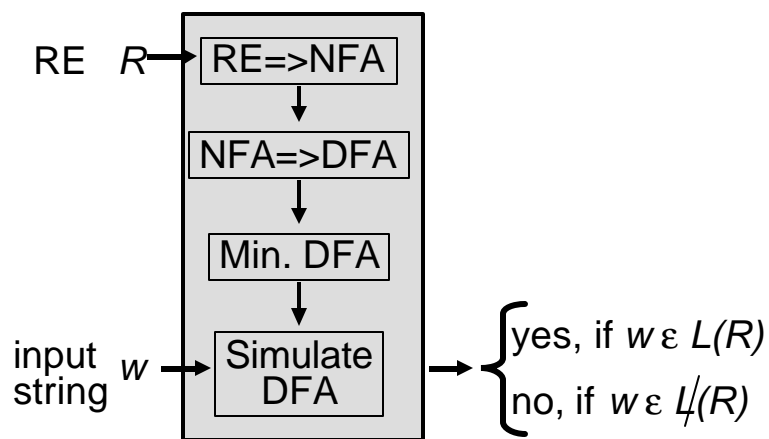 RE R
RE=>NFA
NFA=>DFA
Min. DFA
input
string
w
Simulate
DFA
yes, if w ε L(R)
no, if w ε L/(R)